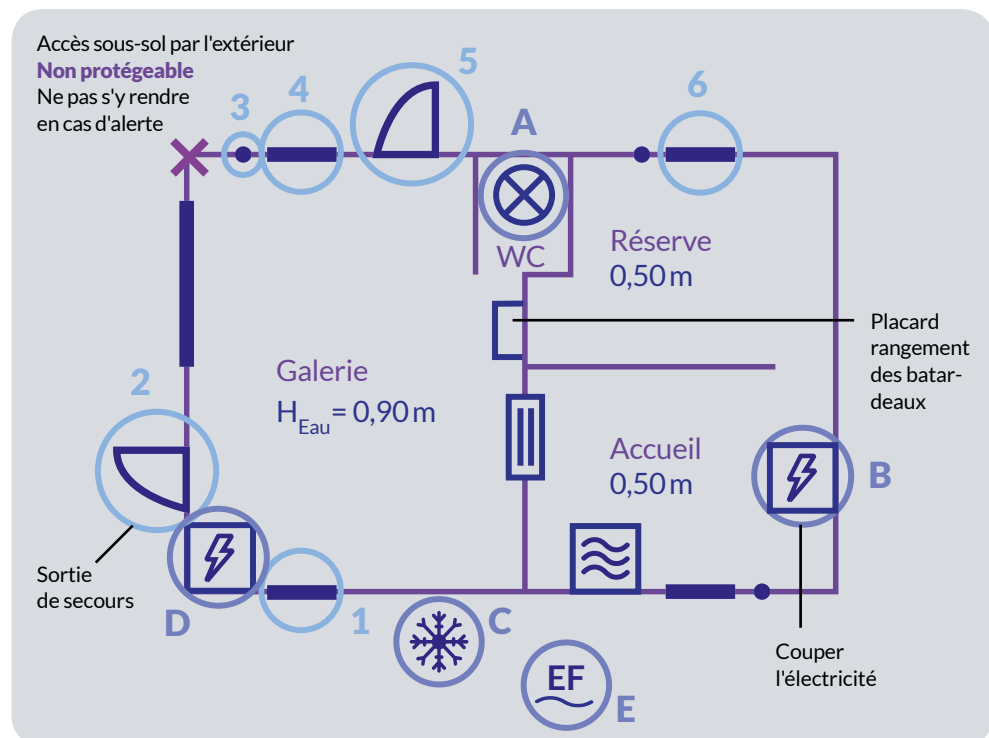 Accès sous-sol par l'extérieur
Non protégeable
Ne pas s'y rendre
en cas d'alerte
3
4
5
A
6
WC
Réserve
0,50 m
Placard
rangement
des batar-
deaux
Galerie
HEau = 0,90 m
2
Accueil
0,50 m
B
Sortie
de secours
D
1
C
Couper
l'électricité
EF
E